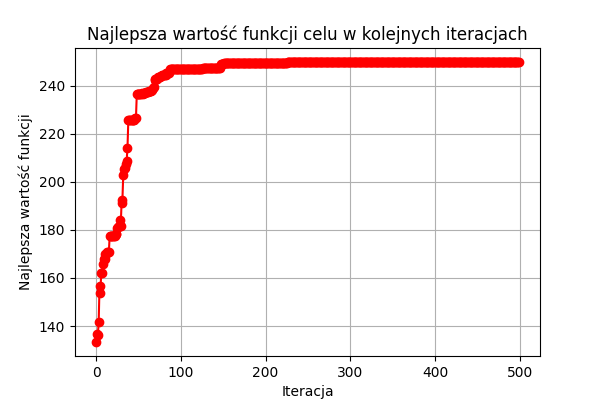 Najlepsza wartość funkcji celu w kolejnych iteracjach
Najlepsza wartość funkcji
240
220
200
180
160
140
0 100 200 300 400 500
Iteracja